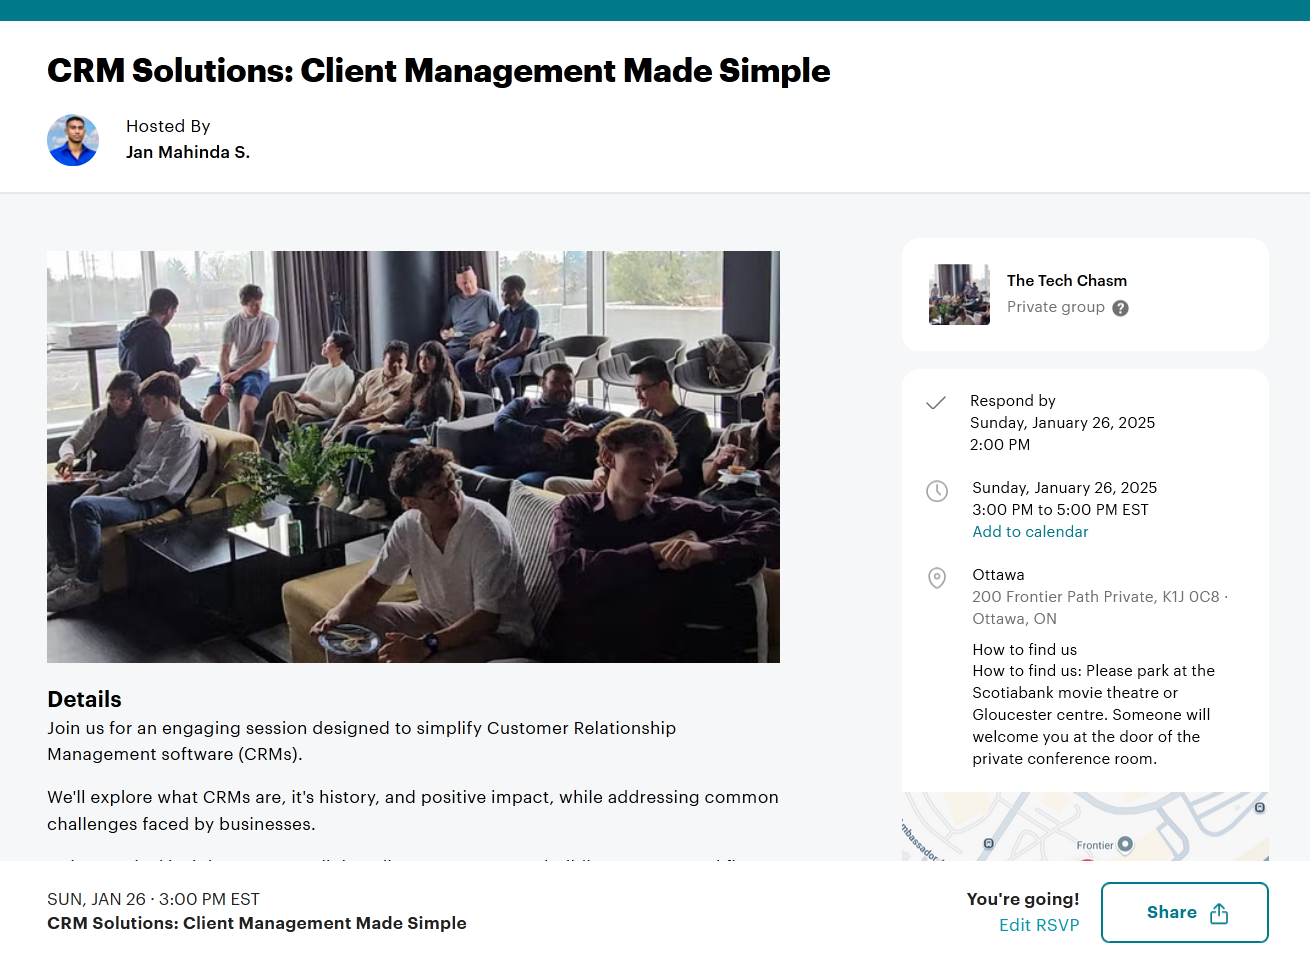 CRM Solutions: Client Management Made Simple
Hosted By
Jan Mahinda S.
The Tech Chasm
Private group ?
Respond by
Sunday, January 26, 2025
2:00 PM
Sunday, January 26, 2025
3:00 PM to 5:00 PM EST
Add to calendar
Ottawa
200 Frontier Path Private, K1J 0C8 ·
Ottawa, ON
How to find us
How to find us: Please park at the
Scotiabank movie theatre or
Gloucester centre. Someone will
welcome you at the door of the
private conference room.
Frontier
Details
Join us for an engaging session designed to simplify Customer Relationship
Management software (CRMs).
We'll explore what CRMs are, it's history, and positive impact, while addressing common
challenges faced by businesses.
SUN, JAN 26 · 3:00 PM EST
CRM Solutions: Client Management Made Simple
You're going!
Edit RSVP
Share